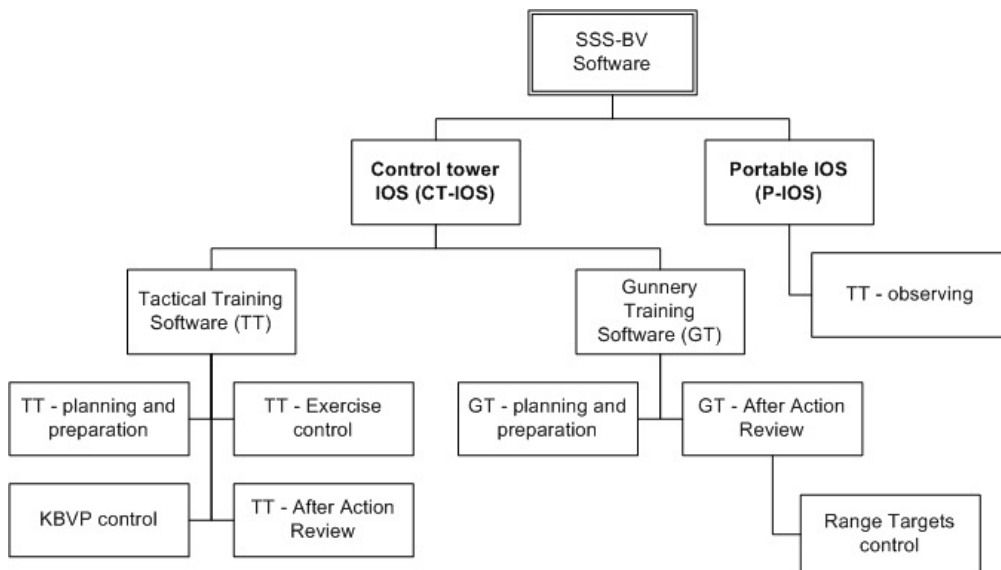 SSS-BV
Software
Control tower
IOS (CT-IOS)
Portable IOS
(P-IOS)
Tactical Training
Software (TT)
Gunnery
Training
Software (GT)
TT - observing
TT - planning and
preparation
TT - Exercise
control
GT - planning and
preparation
GT - After Action
Review
KBVP control
TT - After Action
Review
Range Targets
control